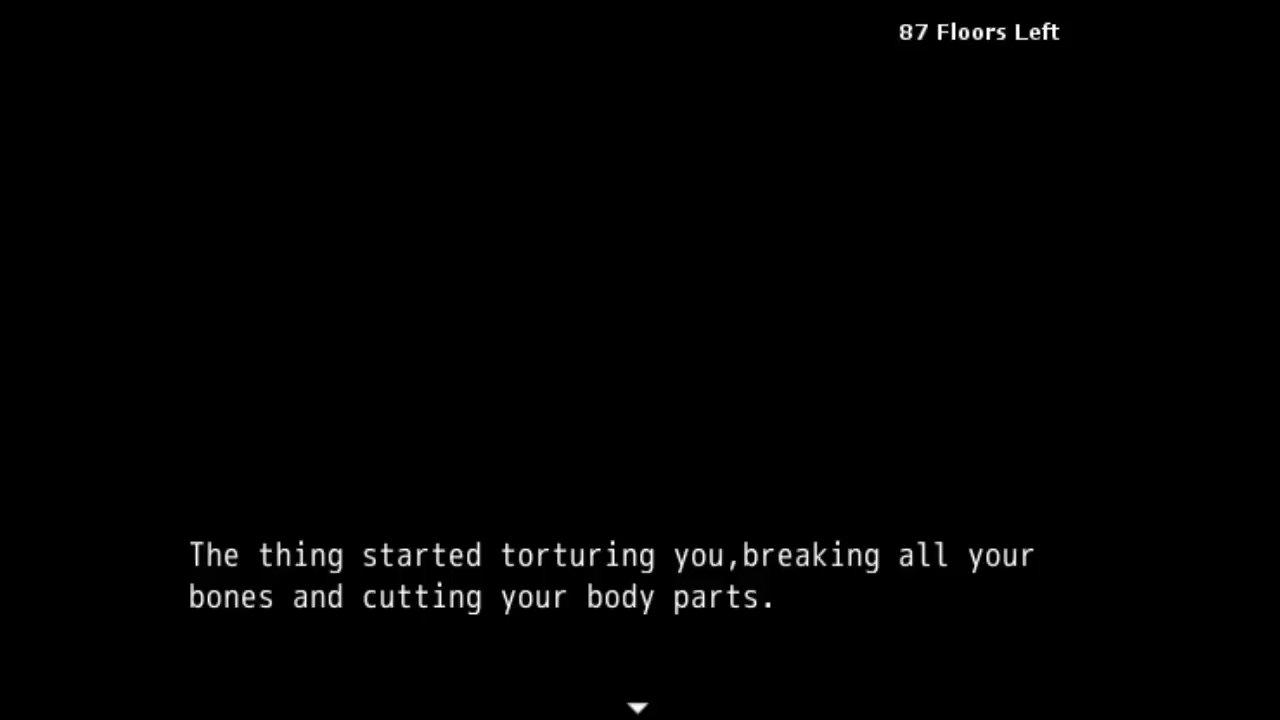 87 Floors Left
The thing started torturing you,breaking all your
bones and cutting your body parts.